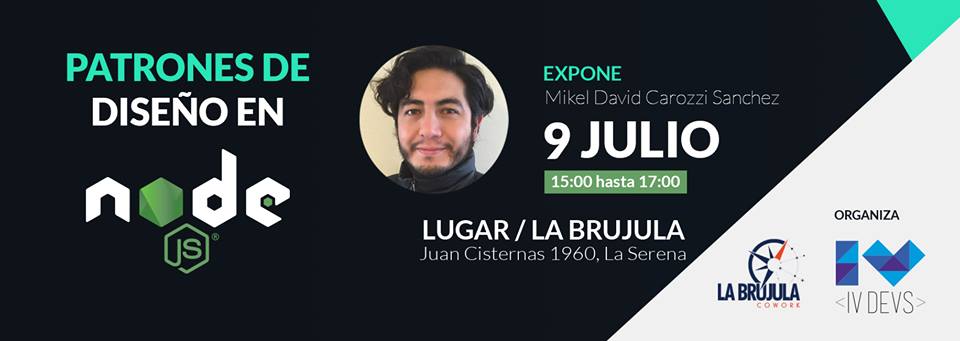 PATRONES DE
DISEÑO EN
node
JS®
EXPONE
Mikel David Carozzi Sanchez
9 JULIO
15:00 hasta 17:00
LUGAR / LA BRUJULA
Juan Cisternas 1960, La Serena
LA BRUJULA
COWORK
ORGANIZA
IV
<IV DEVS>